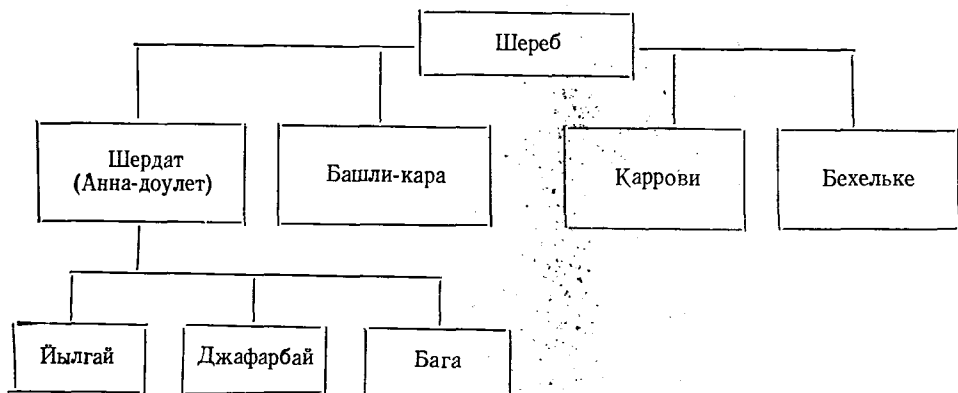 Шереб
Шердат
(Анна-доулет)
Башли-кара
Каррови
Бехельке
Йылгай
Джафарбай
Бага